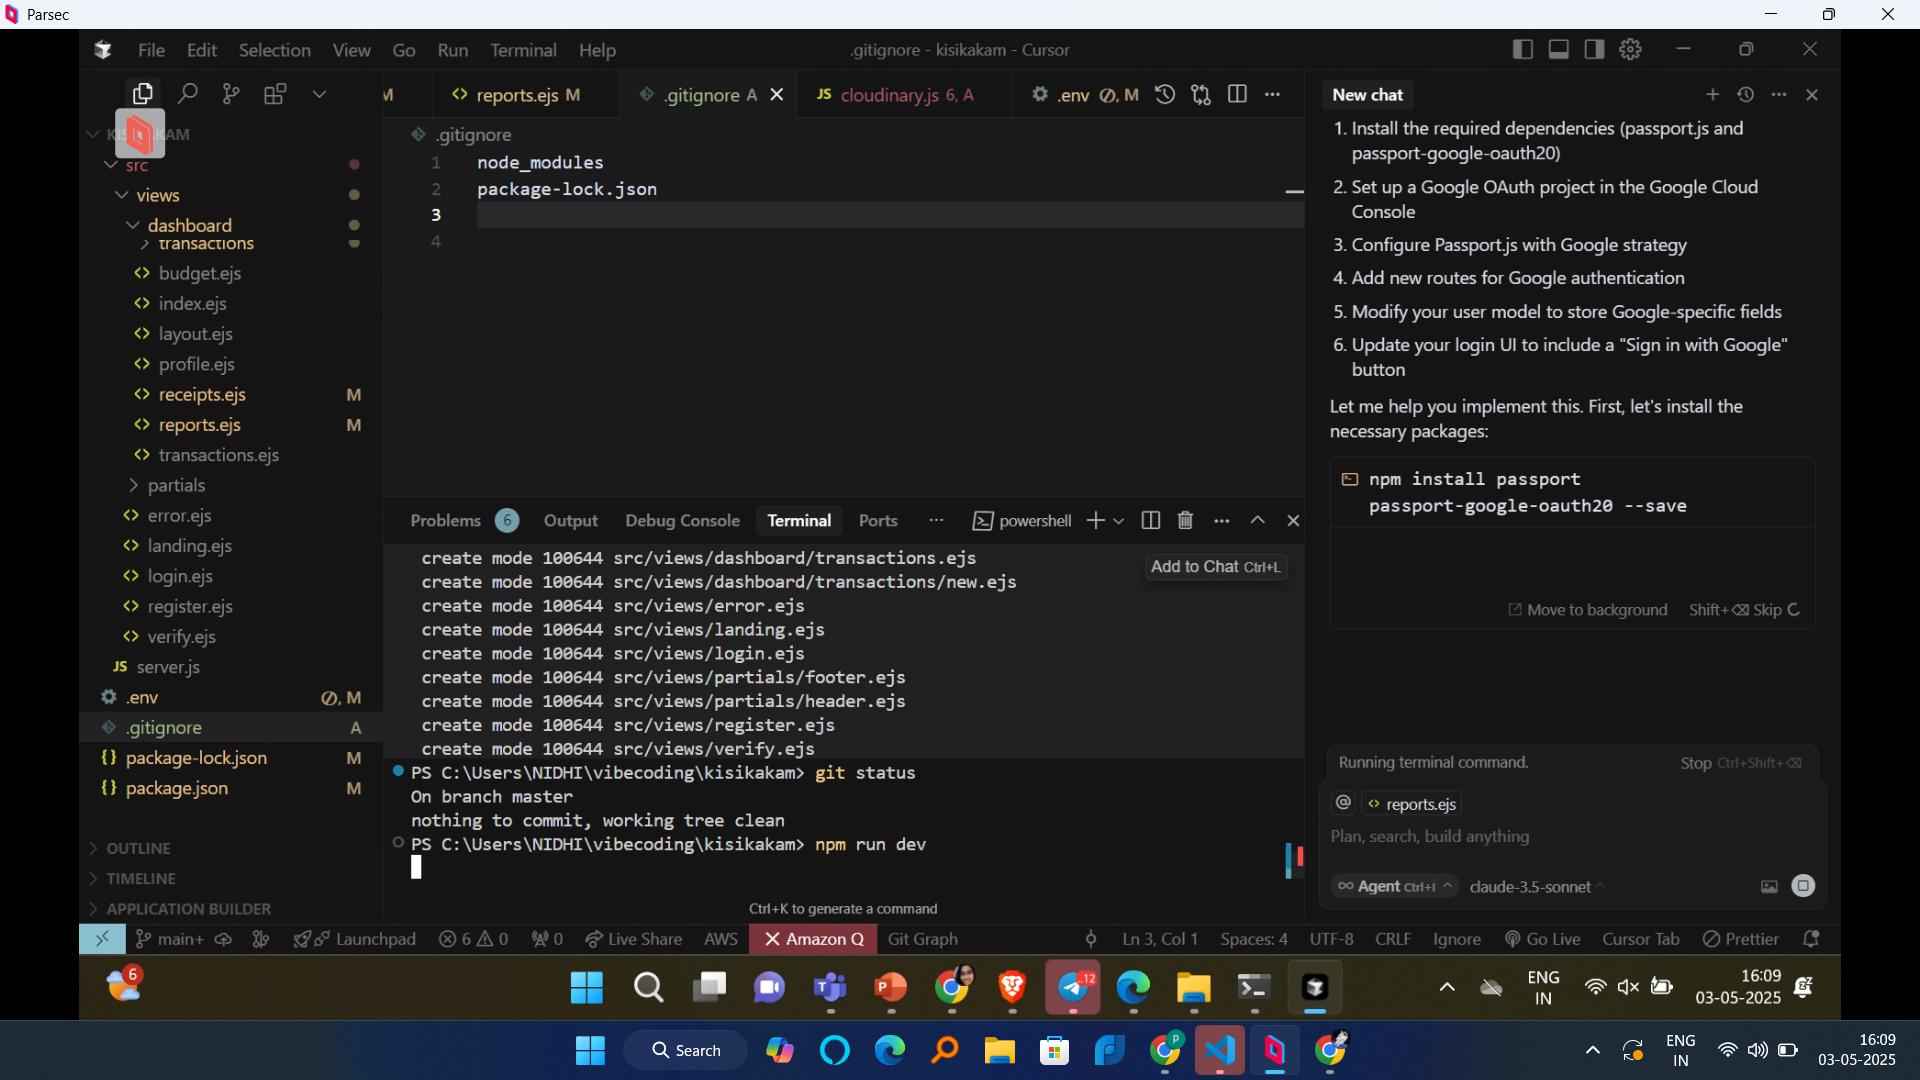 Parsec
File Edit Selection View Go Run Terminal Help
.gitignore - kisikakam - Cursor
M
reports.ejs M
.gitignore A
JS cloudinary.js 6, A
.env M
New chat
src
views
dashboard
transactions
budget.ejs
index.ejs
layout.ejs
profile.ejs
receipts.ejs M
reports.ejs M
transactions.ejs
partials
error.ejs
landing.ejs
login.ejs
register.ejs
verify.ejs
JS server.js
.env , M
.gitignore A
{} package-lock.json M
{} package.json M
OUTLINE
TIMELINE
APPLICATION BUILDER
.gitignore
1 node_modules
2 package-lock.json
3
4
Problems 6 Output Debug Console Terminal Ports powershell
create mode 100644 src/views/dashboard/transactions.ejs
Add to Chat Ctrl+L
create mode 100644 src/views/dashboard/transactions/new.ejs
create mode 100644 src/views/error.ejs
create mode 100644 src/views/landing.ejs
create mode 100644 src/views/login.ejs
create mode 100644 src/views/partials/footer.ejs
create mode 100644 src/views/partials/header.ejs
create mode 100644 src/views/register.ejs
create mode 100644 src/views/verify.ejs
PS C:\Users\NIDHI\vibecoding\kisikakam> git status
On branch master
nothing to commit, working tree clean
PS C:\Users\NIDHI\vibecoding\kisikakam> npm run dev
Ctrl+K to generate a command
1. Install the required dependencies (passport.js and
passport-google-oauth20)
2. Set up a Google OAuth project in the Google Cloud
Console
3. Configure Passport.js with Google strategy
4. Add new routes for Google authentication
5. Modify your user model to store Google-specific fields
6. Update your login UI to include a "Sign in with Google"
button
Let me help you implement this. First, let's install the
necessary packages:
npm install passport
passport-google-oauth20 --save
Move to background Shift+⌫ Skip
Running terminal command. Stop Ctrl+Shift+⌫
@ reports.ejs
Plan, search, build anything
∞ Agent Ctrl+I claude-3.5-sonnet
main+ Launchpad 6 0 0 Live Share AWS Amazon Q Git Graph Ln 3, Col 1 Spaces: 4 UTF-8 CRLF Ignore Go Live Cursor Tab Prettier
6
12
ENG
IN
16:09
03-05-2025
Search
P
ENG
IN
16:09
03-05-2025